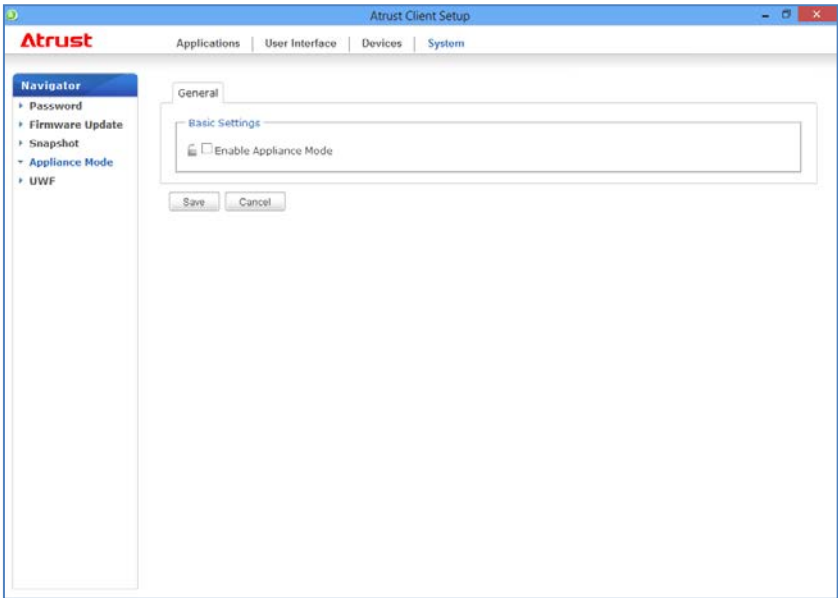 Atrust Client Setup
Atrust
Applications | User Interface | Devices | System
Navigator
Password
Firmware Update
Snapshot
Appliance Mode
UWF
General
Basic Settings
Enable Appliance Mode
Save Cancel